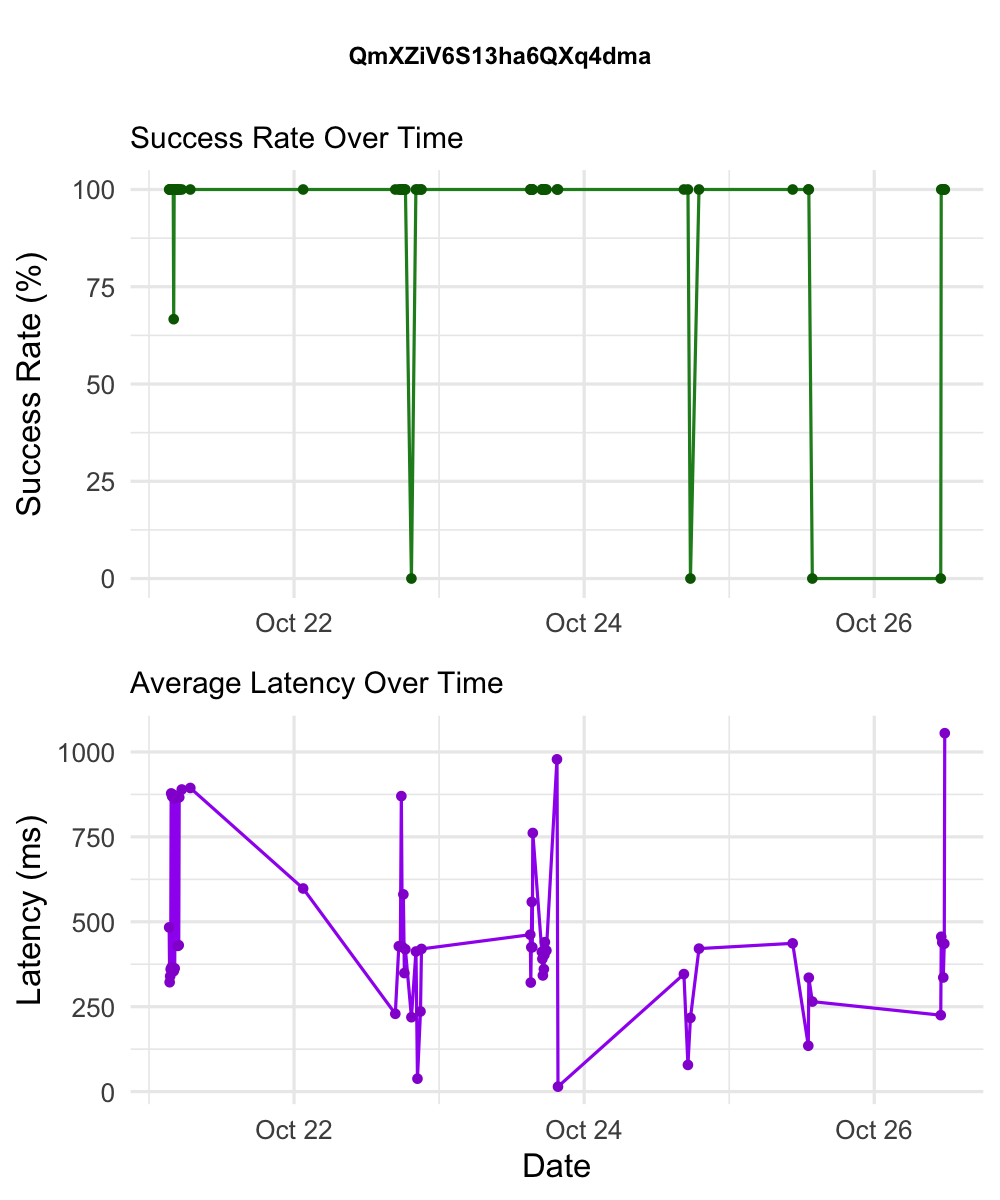 QmXZiV6S13ha6QXq4dma
Success Rate Over Time
Success Rate (%)
100
75
50
25
0
Oct 22
Oct 24
Oct 26
Average Latency Over Time
Latency (ms)
1000
750
500
250
0
Oct 22
Oct 24
Oct 26
Date